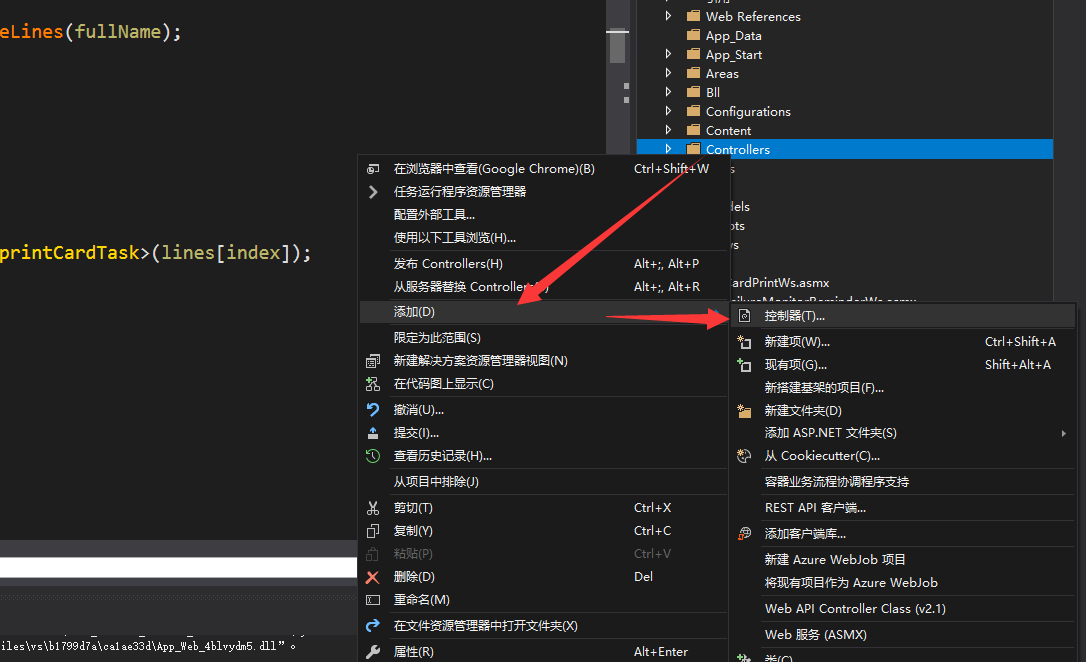 eLines(fullName);
printCardTask>(lines[index]);
iles\vs\b1799d7a\ca1ae33d\App_Web_4blvydm5.dll”。
Web References
App_Data
App_Start
Areas
Bll
Configurations
Content
Controllers
s
dels
ots
ws
CardPrintWs.asmx
在浏览器中查看(Google Chrome)(B) Ctrl+Shift+W
任务运行程序资源管理器
配置外部工具...
使用以下工具浏览(H)...
发布 Controllers(H) Alt+;, Alt+P
从服务器替换 Controllers Alt+;, Alt+R
添加(D)
限定为此范围(S)
新建解决方案资源管理器视图(N)
在代码图上显示(C)
撤消(U)...
提交(I)...
查看历史记录(H)...
从项目中排除(J)
剪切(T) Ctrl+X
复制(Y) Ctrl+C
粘贴(P) Ctrl+V
删除(D) Del
重命名(M)
在文件资源管理器中打开文件夹(X)
属性(R) Alt+Enter
控制器(T)...
新建项(W)... Ctrl+Shift+A
现有项(G)... Shift+Alt+A
新搭建基架的项目(F)...
新建文件夹(D)
添加 ASP.NET 文件夹(S)
从 Cookiecutter(C)...
容器业务流程协调程序支持
REST API 客户端...
添加客户端库...
新建 Azure WebJob 项目
将现有项目作为 Azure WebJob
Web API Controller Class (v2.1)
Web 服务 (ASMX)
类(C)